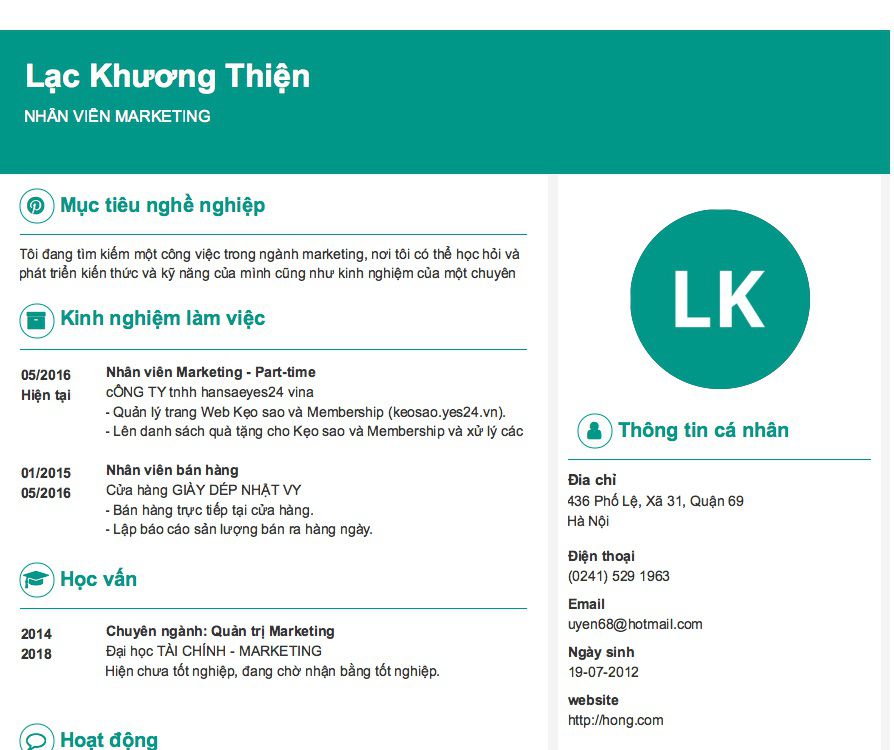 Lạc Khương Thiện
NHÂN VIÊN MARKETING
Mục tiêu nghề nghiệp
Tôi đang tìm kiếm một công việc trong ngành marketing, nơi tôi có thể học hỏi và
phát triển kiến thức và kỹ năng của mình cũng như kinh nghiệm của một chuyên
Kinh nghiệm làm việc
05/2016
Hiện tại
Nhân viên Marketing - Part-time
cÔNG TY tnhh hansaeyes24 vina
- Quản lý trang Web Kẹo sao và Membership (keosao.yes24.vn).
- Lên danh sách quà tặng cho Kẹo sao và Membership và xử lý các
01/2015
05/2016
Nhân viên bán hàng
Cửa hàng GIÀY DÉP NHẬT VY
- Bán hàng trực tiếp tại cửa hàng.
- Lập báo cáo sản lượng bán ra hàng ngày.
Học vấn
2014
2018
Chuyên ngành: Quản trị Marketing
Đại học TÀI CHÍNH - MARKETING
Hiện chưa tốt nghiệp, đang chờ nhận bằng tốt nghiệp.
Hoạt động
LK
Thông tin cá nhân
Đia chỉ
436 Phố Lệ, Xã 31, Quận 69
Hà Nội
Điện thoại
(0241) 529 1963
Email
uyen68@hotmail.com
Ngày sinh
19-07-2012
website
http://hong.com